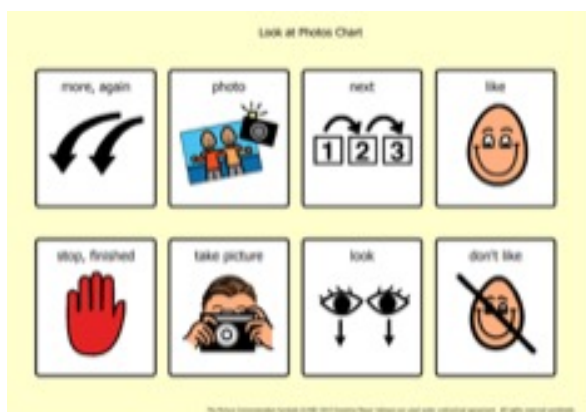 Look at Photos Chart
more, again
photo
next
like
1 2 3
stop, finished
take picture
look
don't like